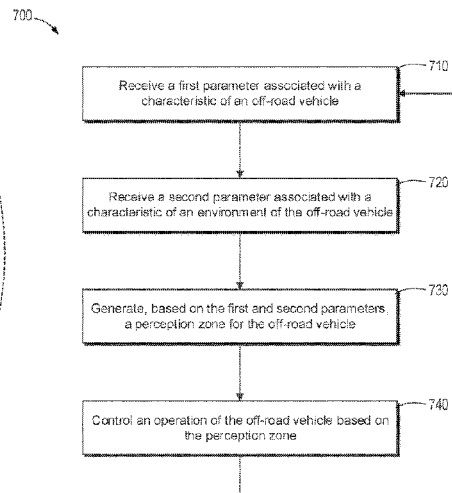 700
710
Receive a first parameter associated with a
characteristic of an off-road vehicle
720
Receive a second parameter associated with a
characteristic of an environment of the off-road vehicle
730
Generate, based on the first and second parameters,
a perception zone for the off-road vehicle
740
Control an operation of the off-road vehicle based on
the perception zone